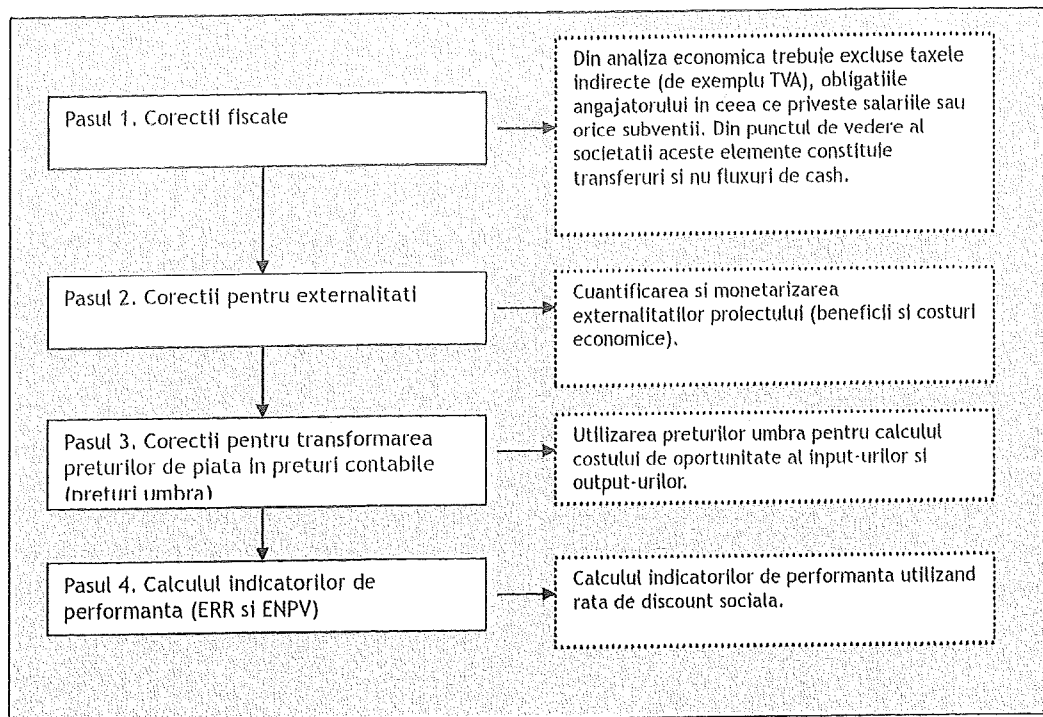 Pasul 1. Corectii fiscale
Din analiza economica trebuie excluse taxele
indirecte (de exemplu TVA), obligatiile
angajatorului in ceea ce priveste salariile sau
orice subventii. Din punctul de vedere al
societatii aceste elemente constituie
transferuri si nu fluxuri de cash.
Pasul 2. Corectii pentru externalitati
Cuantificarea si monetarizarea
externalitatilor proiectului (beneficii si costuri
economice).
Pasul 3. Corectii pentru transformarea
preturilor de piata in preturi contabile
(preturi umbra)
Utilizarea preturilor umbra pentru calculul
costului de oportunitate al input-urilor si
output-urilor.
Pasul 4. Calculul indicatorilor de
performanta (ERR si ENPV)
Calculul indicatorilor de performanta utilizand
rata de discount sociala.